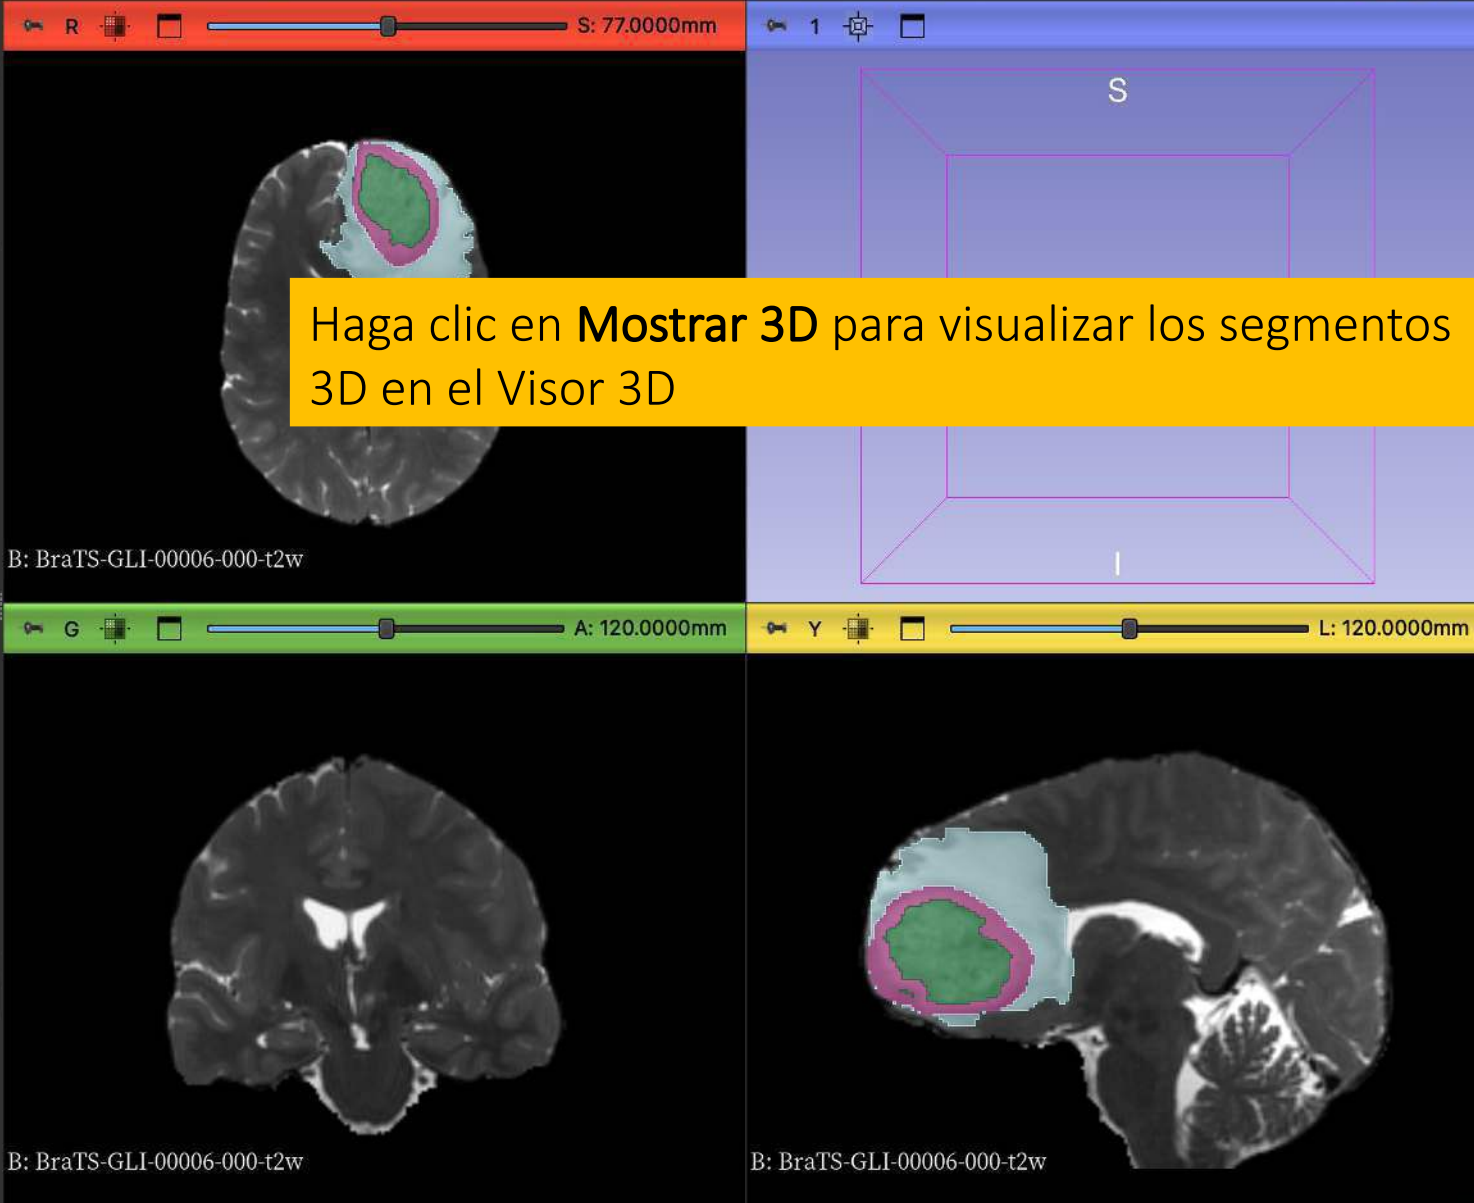 R S: 77.0000mm
1
S
Haga clic en Mostrar 3D para visualizar los segmentos
3D en el Visor 3D
B: BraTS-GLI-00006-000-t2w
I
G A: 120.0000mm
Y L: 120.0000mm
B: BraTS-GLI-00006-000-t2w
B: BraTS-GLI-00006-000-t2w